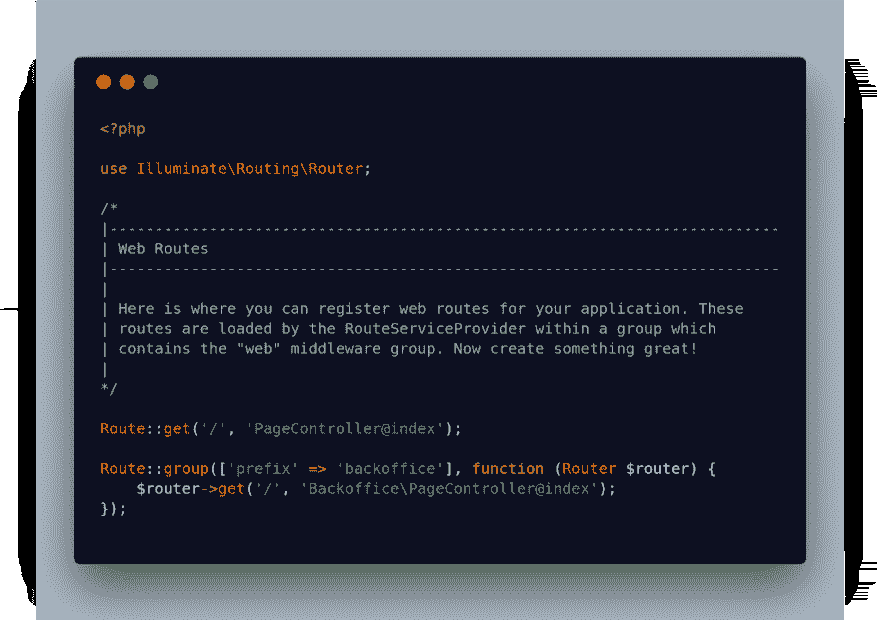 <?php
use Illuminate\Routing\Router;
/*
|--------------------------------------------------------------------------
| Web Routes
|--------------------------------------------------------------------------
|
| Here is where you can register web routes for your application. These
| routes are loaded by the RouteServiceProvider within a group which
| contains the "web" middleware group. Now create something great!
|
*/
Route::get('/', 'PageController@index');
Route::group(['prefix' => 'backoffice'], function (Router $router) {
    $router->get('/', 'Backoffice\PageController@index');
});